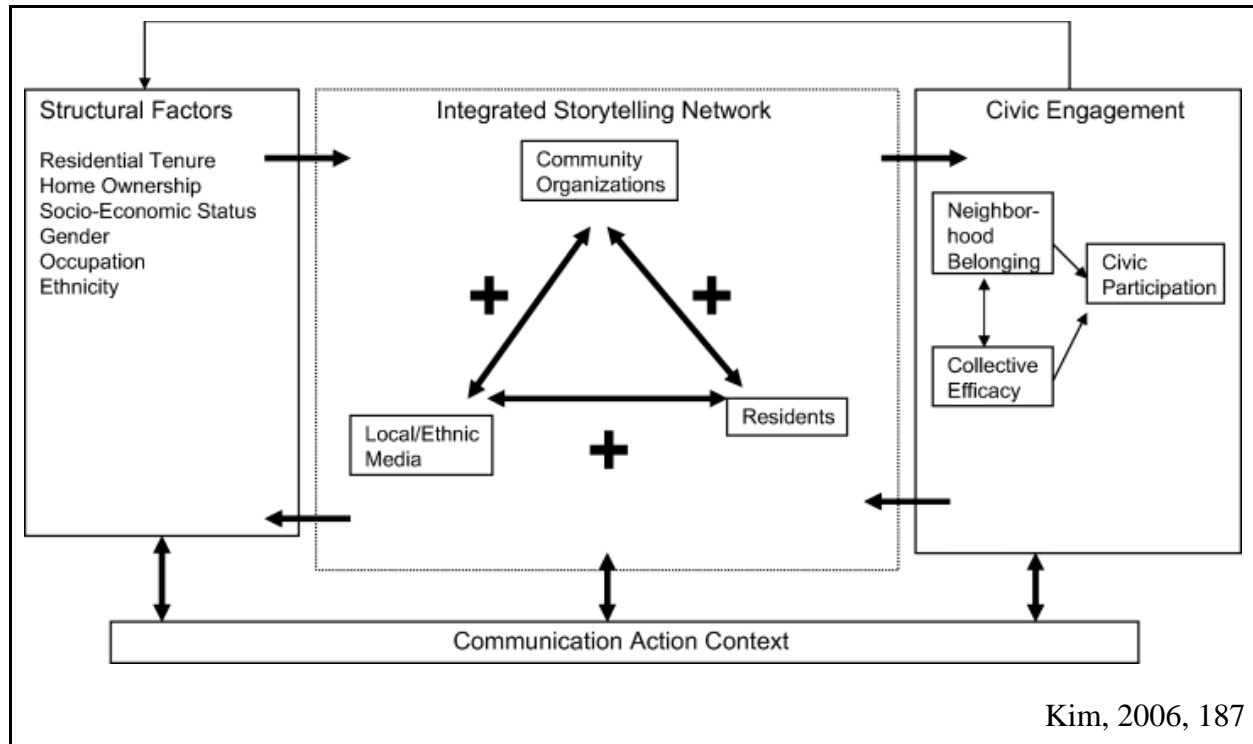 Structural Factors
Residential Tenure
Home Ownership
Socio-Economic Status
Gender
Occupation
Ethnicity
Integrated Storytelling Network
Community
Organizations
+
+
Local/Ethnic
Media
+
Residents
Civic Engagement
Neighbor-
hood
Belonging
Civic
Participation
Collective
Efficacy
Communication Action Context
Kim, 2006, 187